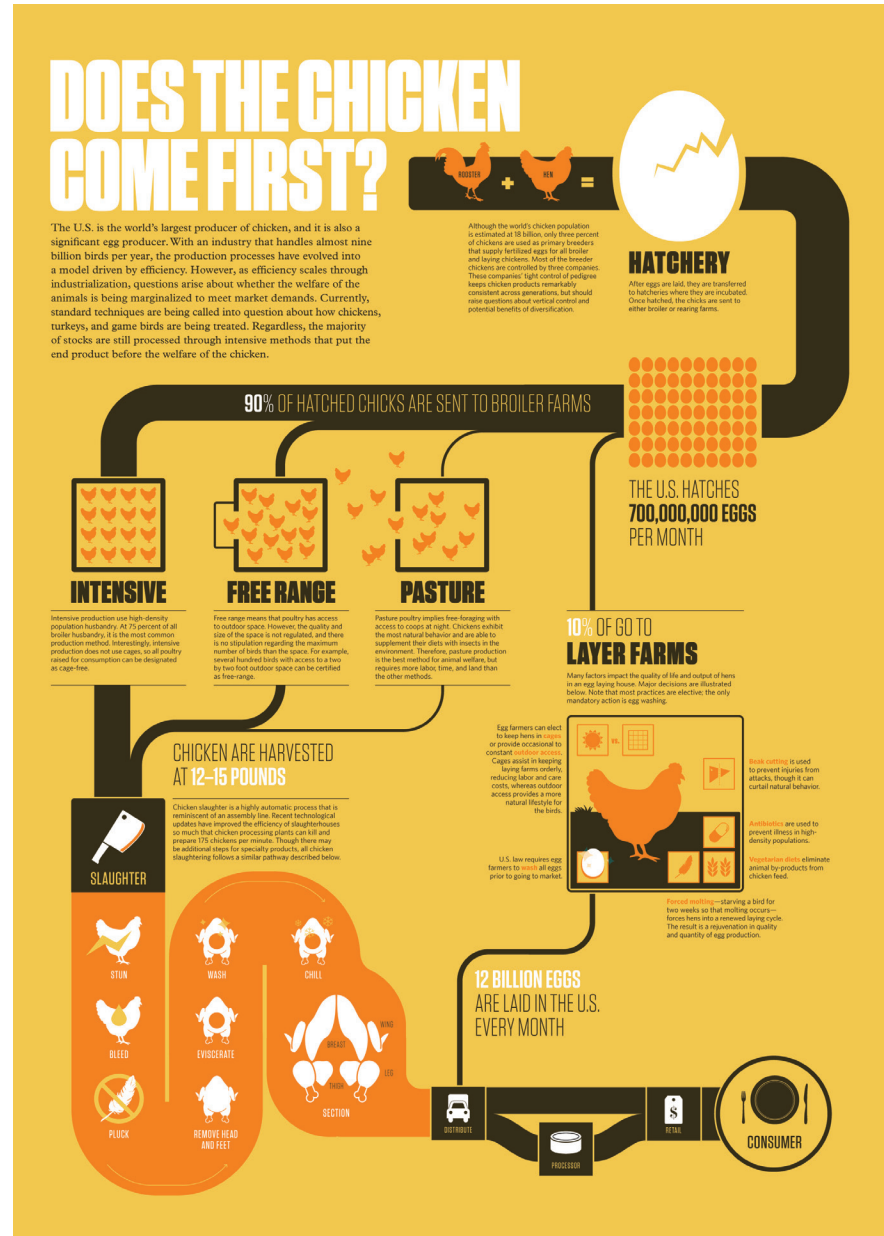 DOES THE CHICKEN
COME FIRST?
The U.S. is the world's largest producer of chicken, and it is also a
significant egg producer. With an industry that handles almost nine
billion birds per year, the production processes have evolved into
a model driven by efficiency. However, as efficiency scales through
industrialization, questions arise about whether the welfare of the
animals is being marginalized to meet market demands. Currently,
standard techniques are being called into question about how chickens,
turkeys, and game birds are being treated. Regardless, the majority
of stocks are still processed through intensive methods that put the
end product before the welfare of the chicken.
ROOSTER
+
HEN
=
Although the world's chicken population
is estimated at 18 billion, only three percent
of chickens are used as primary breeders
that supply fertilized eggs for all broiler
and laying chickens. Most of the breeder
chickens are controlled by three companies.
These companies' tight control of pedigree
keeps chicken products remarkably
consistent across generations, but should
raise questions about vertical control and
potential benefits of diversification.
HATCHERY
After eggs are laid, they are transferred
to hatcheries where they are incubated.
Once hatched, the chicks are sent to
either broiler or rearing farms.
90% OF HATCHED CHICKS ARE SENT TO BROILER FARMS
THE U.S. HATCHES
700,000,000 EGGS
PER MONTH
INTENSIVE
Intensive production use high-density
population husbandry. At 75 percent of all
broiler husbandry, it is the most common
production method. Interestingly, intensive
production does not use cages, so all poultry
raised for consumption can be designated
as cage-free.
FREE RANGE
Free range means that poultry has access
to outdoor space. However, the quality and
size of the space is not regulated, and there
is no stipulation regarding the maximum
number of birds than the space. For example,
several hundred birds with access to a two
by two foot outdoor space can be certified
as free-range.
PASTURE
Pasture poultry implies free-foraging with
access to coops at night. Chickens exhibit
the most natural behavior and are able to
supplement their diets with insects in the
environment. Therefore, pasture production
is the best method for animal welfare, but
requires more labor, time, and land than
the other methods.
10% OF GO TO
LAYER FARMS
Many factors impact the quality of life and output of hens
in an egg laying house. Major decisions are illustrated
below. Note that most practices are elective; the only
mandatory action is egg washing.
Egg farmers can elect
to keep hens in cages
or provide occasional to
constant outdoor access.
Cages assist in keeping
laying farms orderly,
reducing labor and care
costs, whereas outdoor
access provides a more
natural lifestyle for
the birds.
VS.
Beak cutting is used
to prevent injuries from
attacks, though it can
curtail natural behavior.
Antibiotics are used to
prevent illness in high-
density populations.
U.S. law requires egg
farmers to wash all eggs
prior to going to market.
Vegetarian diets eliminate
animal by-products from
chicken feed.
Forced molting—starving a bird for
two weeks so that molting occurs—
forces hens into a renewed laying cycle.
The result is a rejuvenation in quality
and quantity of egg production.
CHICKEN ARE HARVESTED
AT 12–15 POUNDS
Chicken slaughter is a highly automatic process that is
reminiscent of an assembly line. Recent technological
updates have improved the efficiency of slaughterhouses
so much that chicken processing plants can kill and
prepare 175 chickens per minute. Though there may
be additional steps for specialty products, all chicken
slaughtering follows a similar pathway described below.
SLAUGHTER
STUN
BLEED
PLUCK
WASH
EVISCERATE
REMOVE HEAD
AND FEET
CHILL
WING
BREAST
LEG
THIGH
SECTION
12 BILLION EGGS
ARE LAID IN THE U.S.
EVERY MONTH
DISTRIBUTE
PROCESSOR
$
RETAIL
CONSUMER